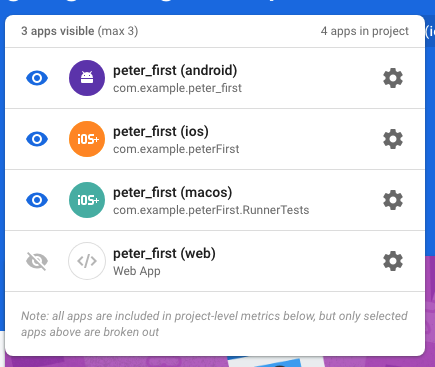 3 apps visible (max 3)
4 apps in project
peter_first (android)
com.example.peter_first
iOS+
peter_first (ios)
com.example.peterFirst
iOS+
peter_first (macos)
com.example.peterFirst.RunnerTests
</>
peter_first (web)
Web App
Note: all apps are included in project-level metrics below, but only selected
apps above are broken out